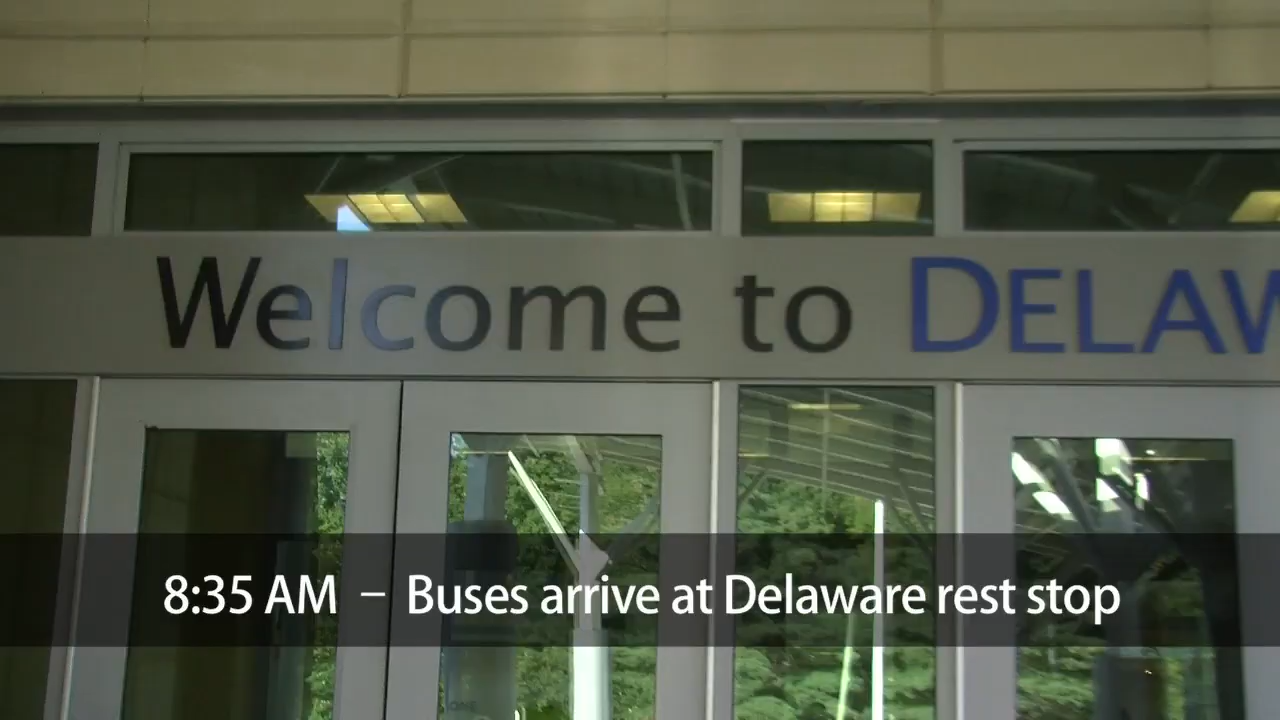 Welcome to DELAW
8:35 AM – Buses arrive at Delaware rest stop